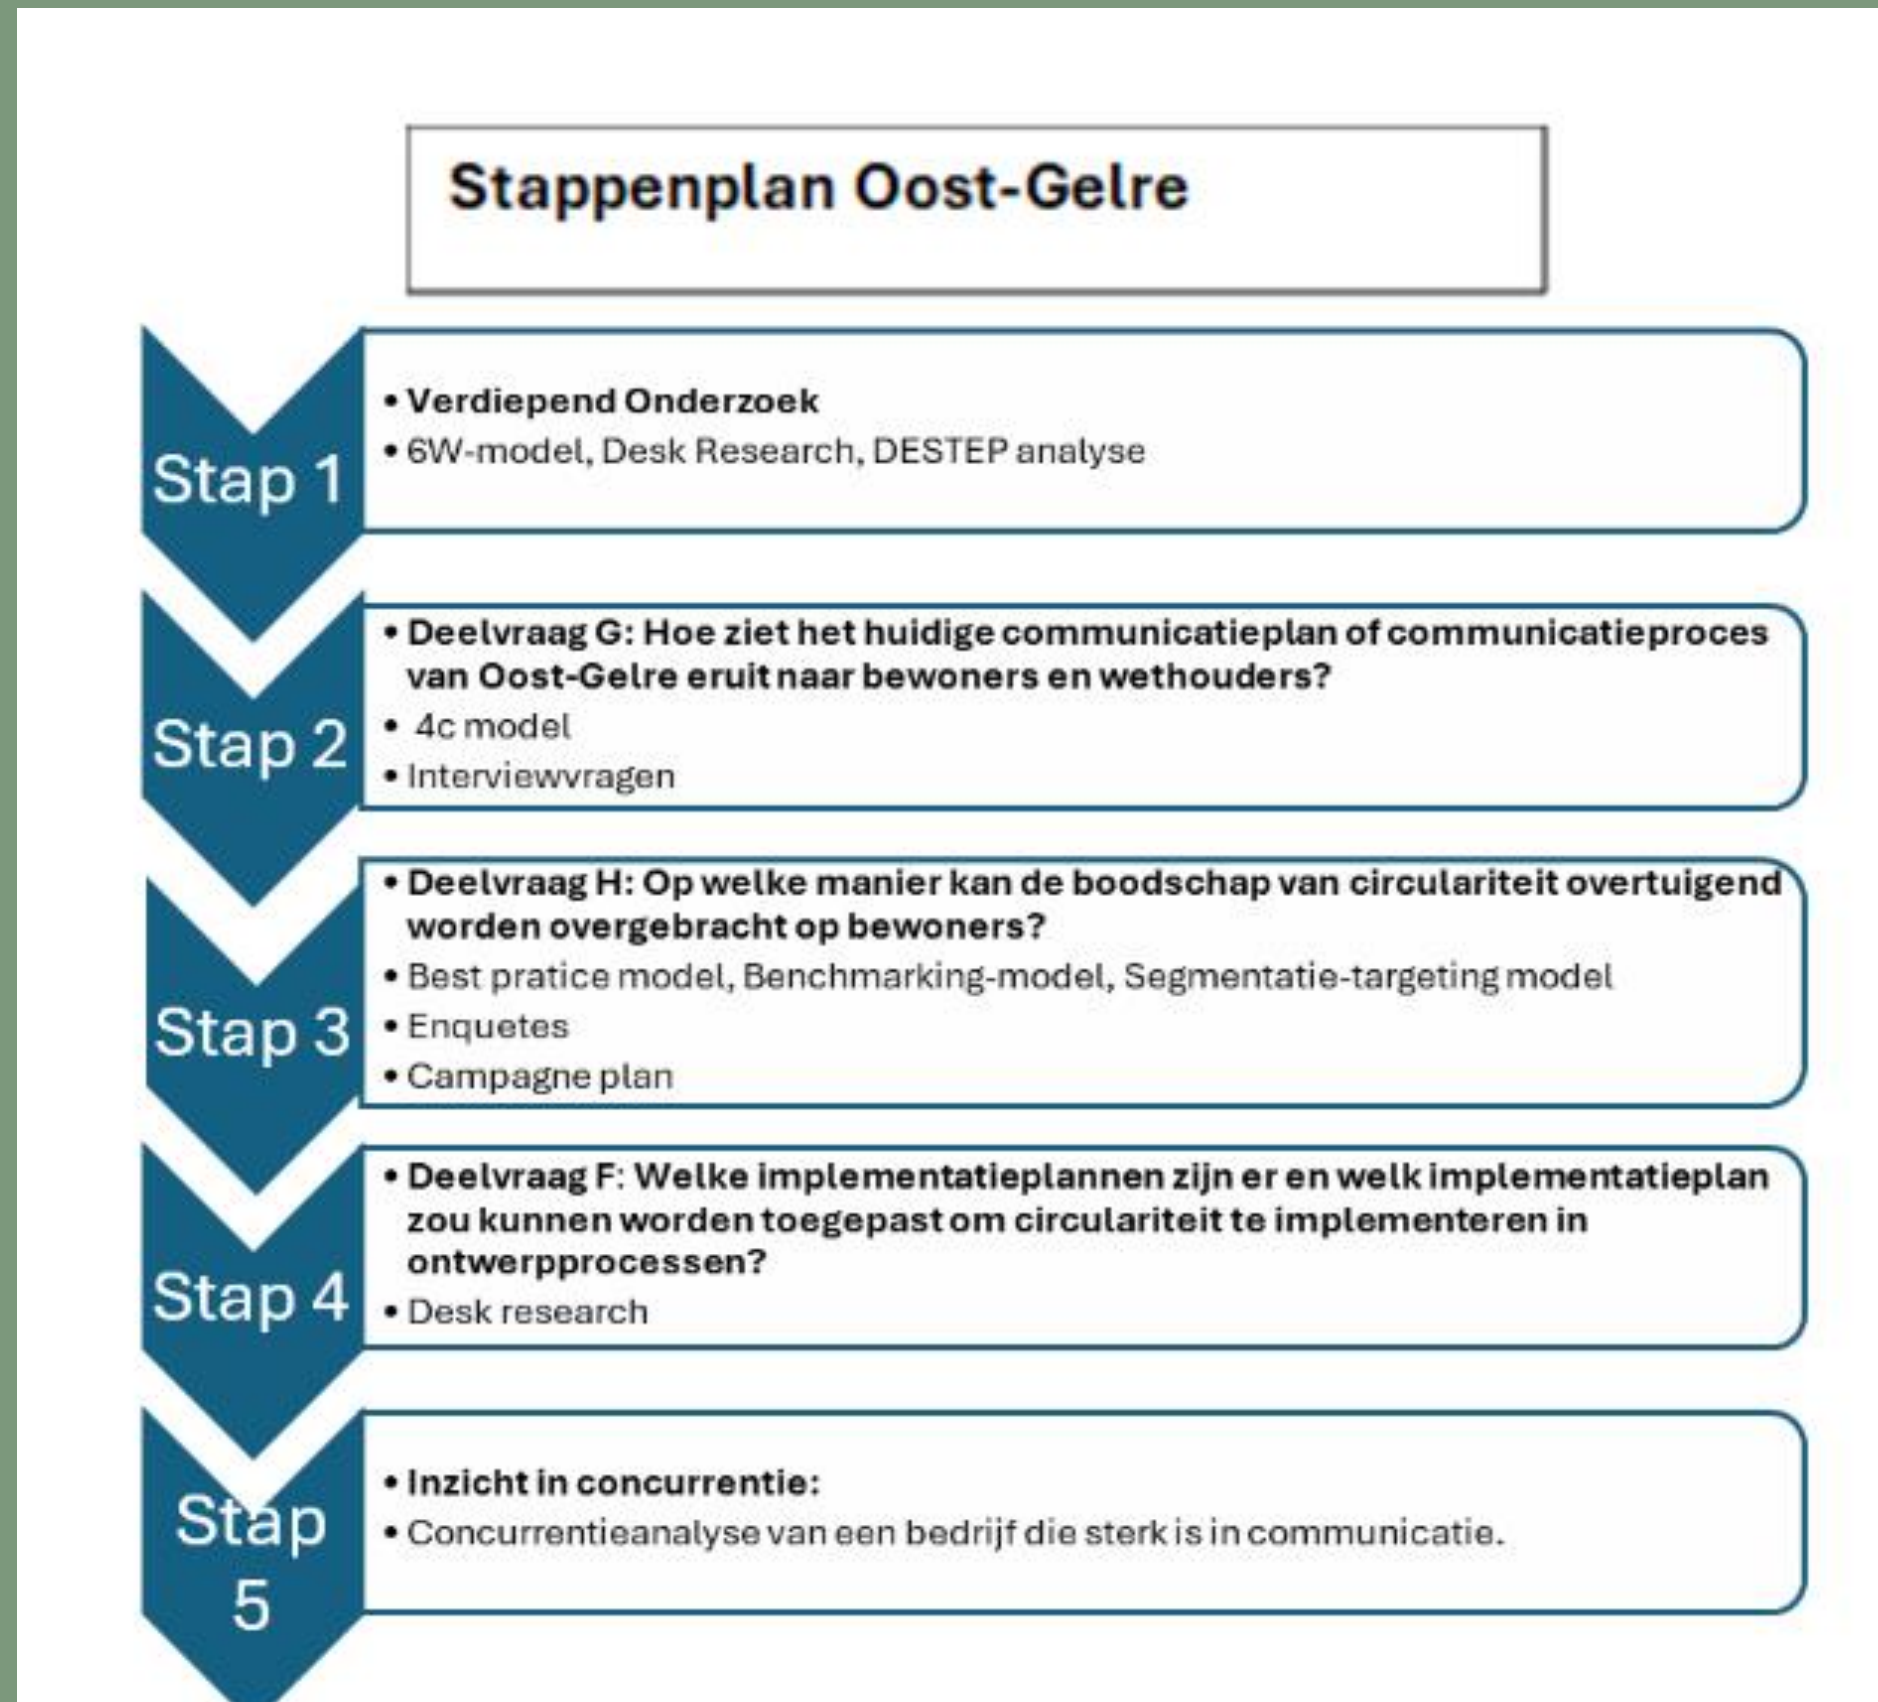 Stappenplan Oost-Gelre
Stap 1
• Verdiepend Onderzoek
• 6W-model, Desk Research, DESTEP analyse
Stap 2
• Deelvraag G: Hoe ziet het huidige communicatieplan of communicatieproces
van Oost-Gelre eruit naar bewoners en wethouders?
• 4c model
• Interviewvragen
Stap 3
• Deelvraag H: Op welke manier kan de boodschap van circulariteit overtuigend
worden overgebracht op bewoners?
• Best pratice model, Benchmarking-model, Segmentatie-targeting model
• Enquetes
• Campagne plan
Stap 4
• Deelvraag F: Welke implementatieplannen zijn er en welk implementatieplan
zou kunnen worden toegepast om circulariteit te implementeren in
ontwerpprocessen?
• Desk research
Stap
5
• Inzicht in concurrentie:
• Concurrentieanalyse van een bedrijf die sterk is in communicatie.